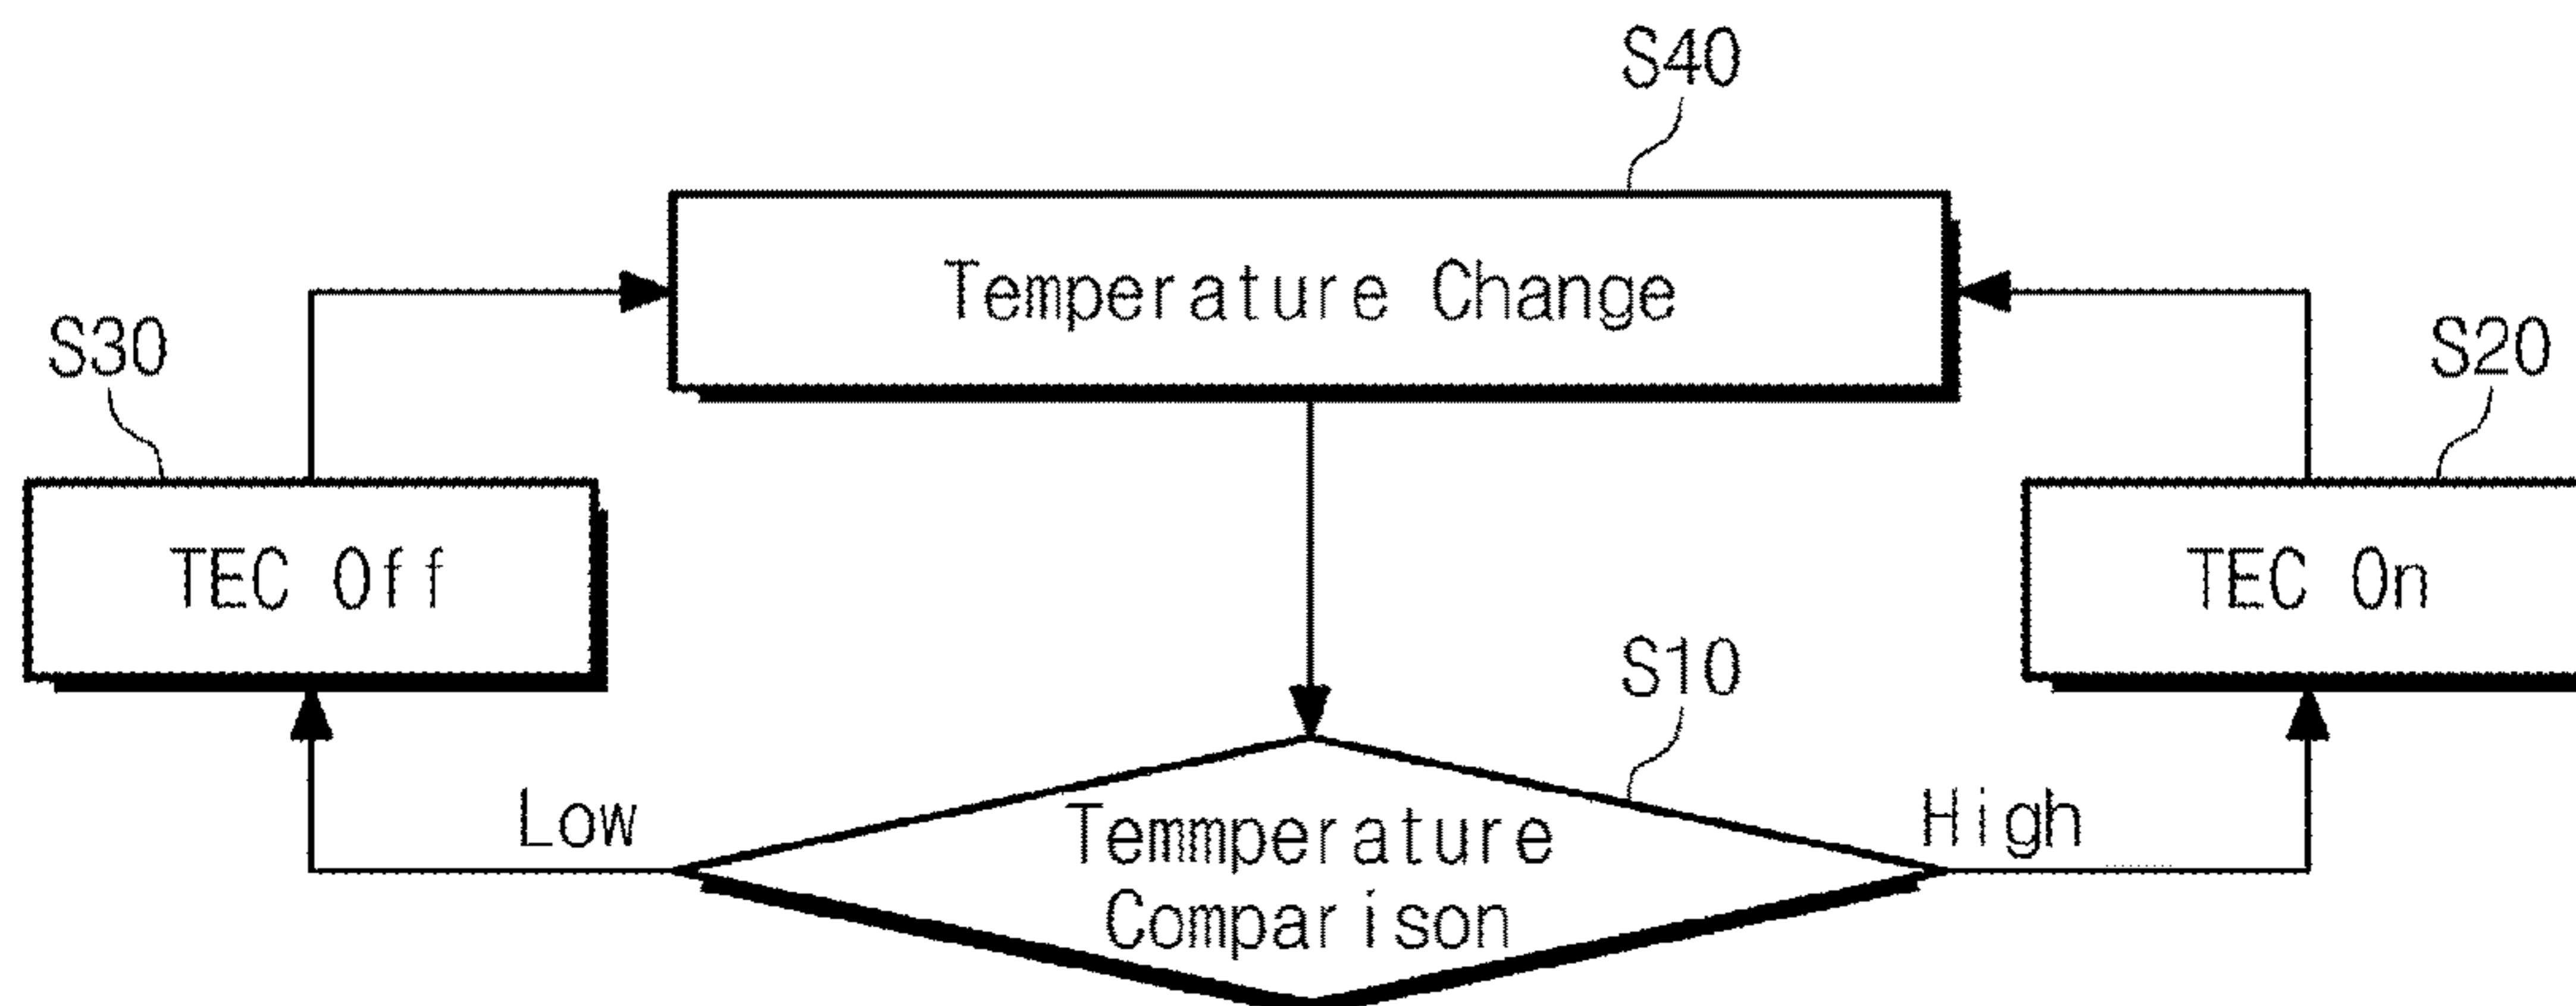 S40
Temperature Change
S30
S20
TEC Off
TEC On
S10
Low
High
Temmperature
Comparison